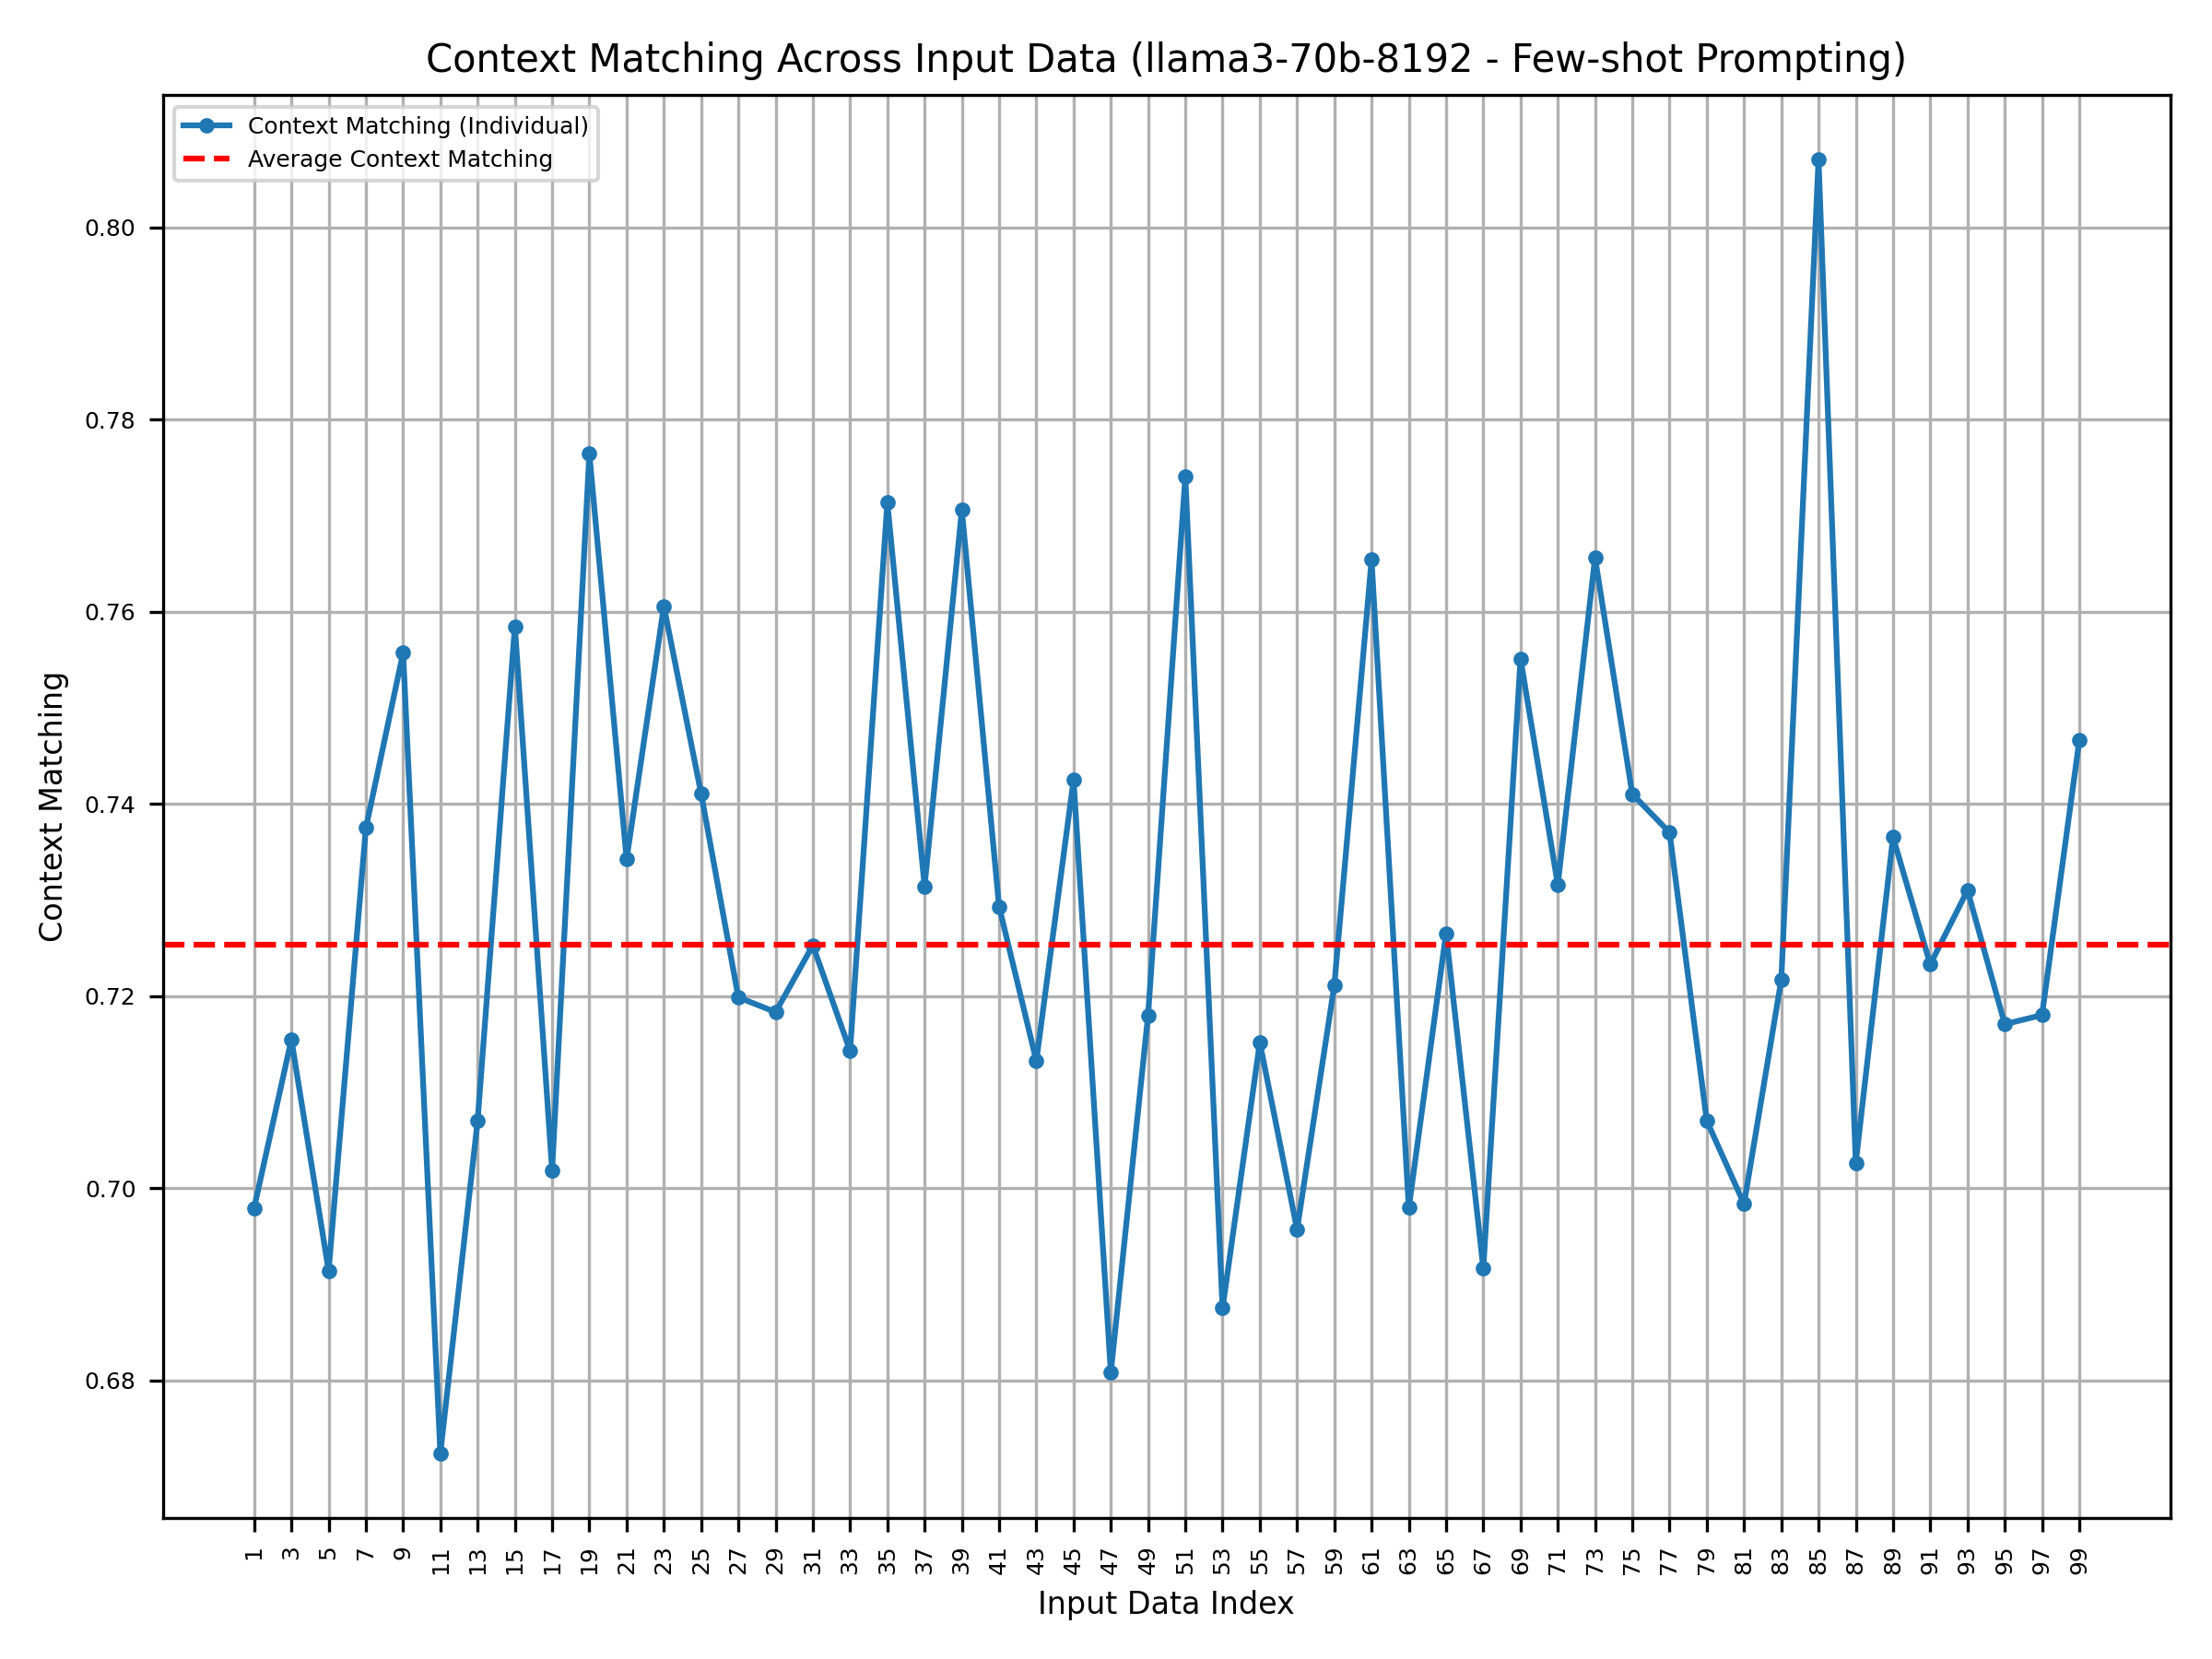 Context Matching Across Input Data (llama3-70b-8192 - Few-shot Prompting)
Context Matching (Individual)
Average Context Matching
Context Matching
0.80
0.78
0.76
0.74
0.72
0.70
0.68
1 3 5 7 9 11 13 15 17 19 21 23 25 27 29 31 33 35 37 39 41 43 45 47 49 51 53 55 57 59 61 63 65 67 69 71 73 75 77 79 81 83 85 87 89 91 93 95 97 99
Input Data Index